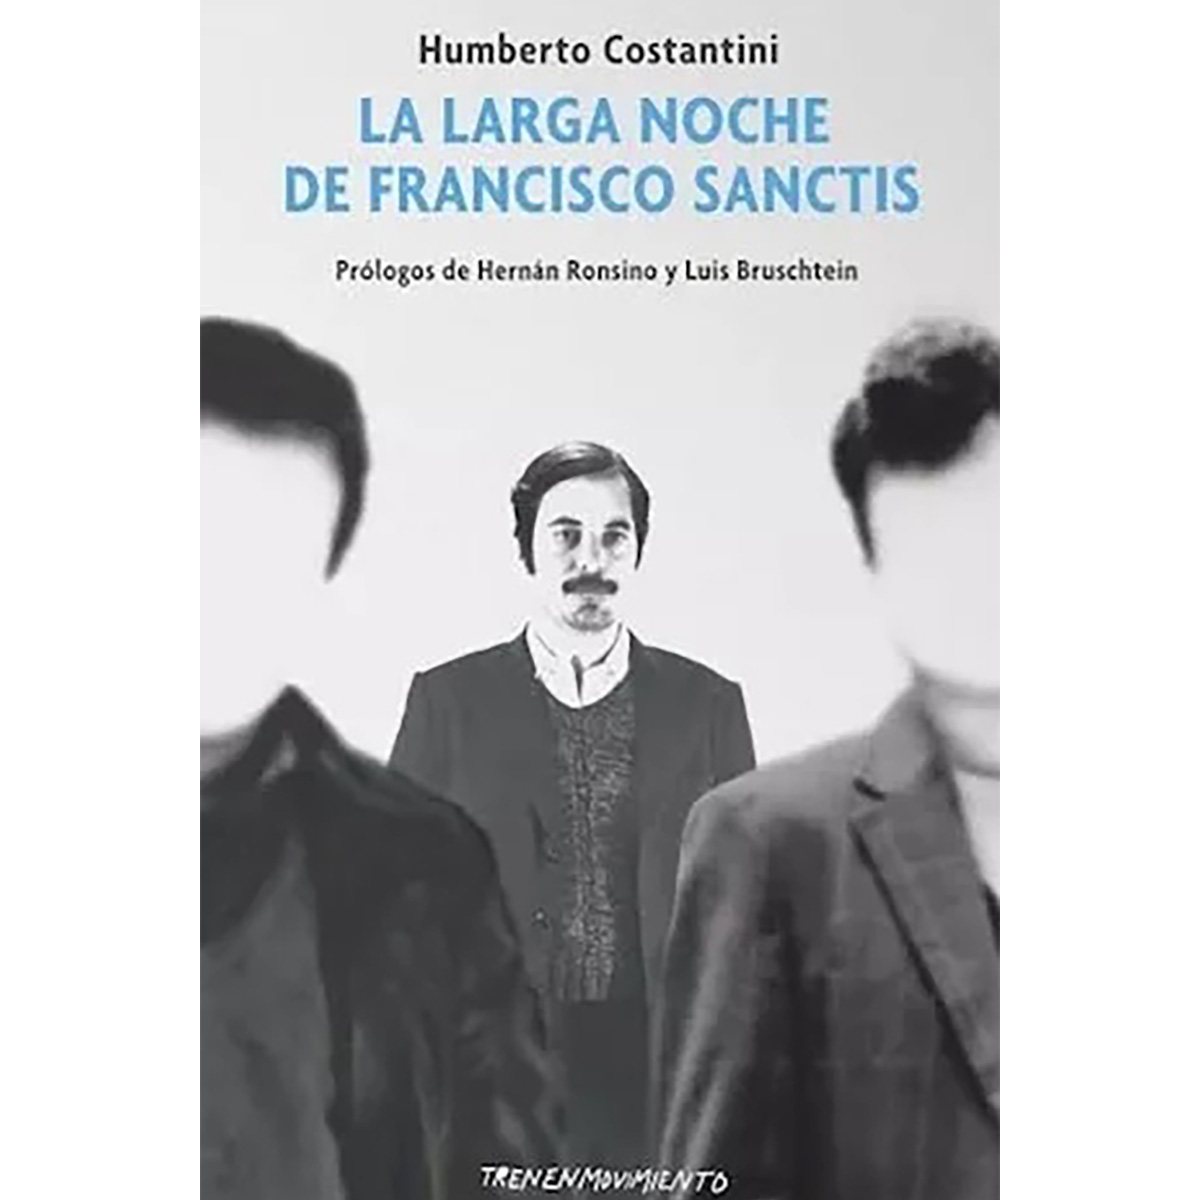 Humberto Costantini
LA LARGA NOCHE
DE FRANCISCO SANCTIS
Prólogos de Hernán Ronsino y Luis Bruschtein
TRENENMOVIMIENTO